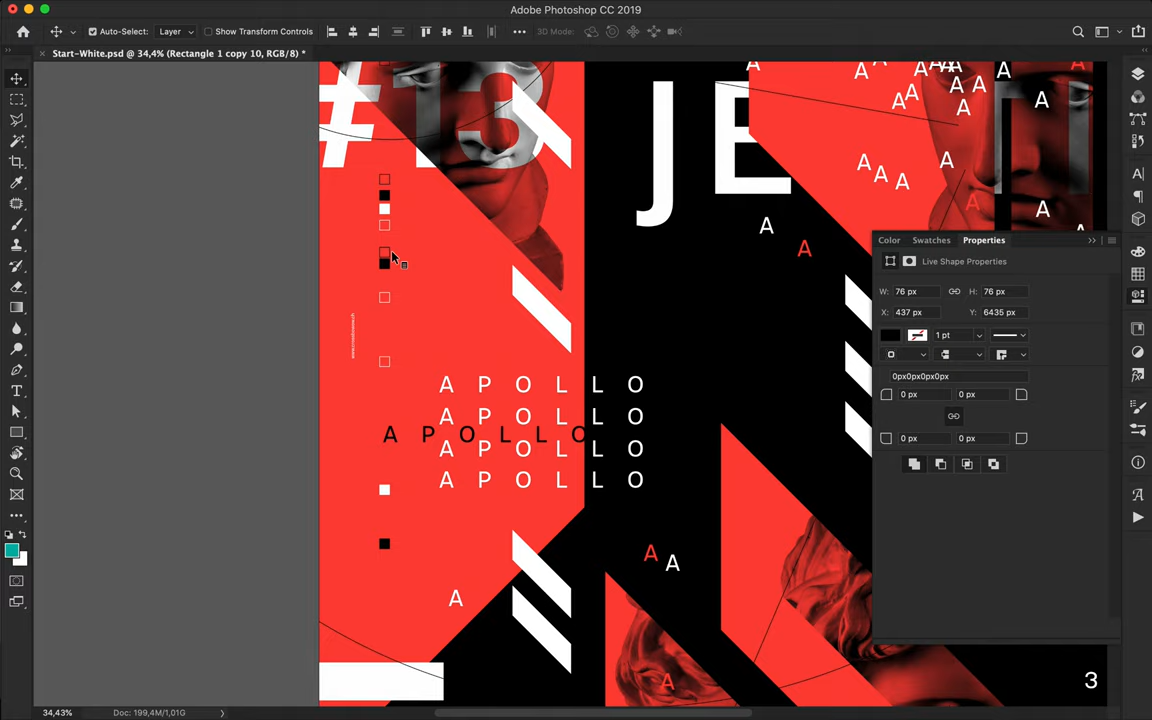 Adobe Photoshop CC 2019
Auto-Select: Layer Show Transform Controls 3D Mode:
Start-White.psd @ 34,4% (Rectangle 1 copy 10, RGB/8) *
#13
JE
A A A A A A A A A A A
A A A A A A
A A
Color Swatches Properties
Live Shape Properties
W: 76 px H: 76 px
X: 437 px Y: 6435 px
1 pt
0px0px0px0px
0 px 0 px
0 px 0 px
A P O L L O
A P O L L O
A P O L L O
A P O L L O
A P O L L O
A A
A
A
3
34,43% Doc: 199,4M/1,01G